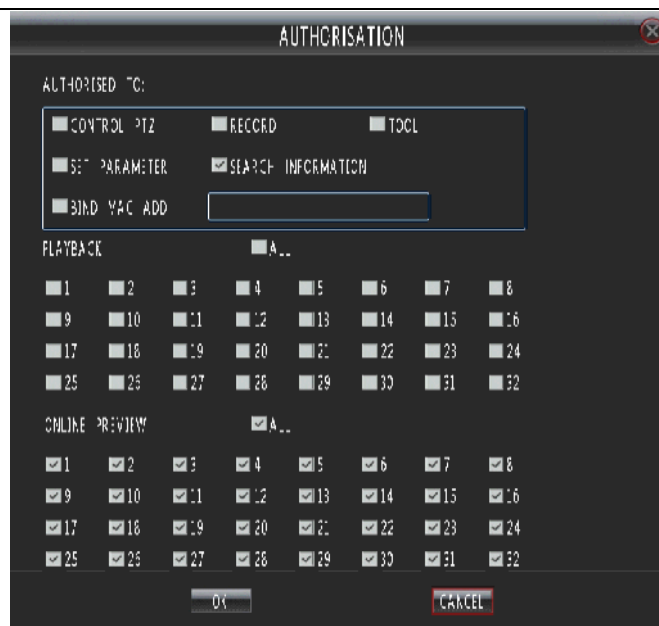 AUTHORISATION
AUTHORISED TO:
CONTROL PTZ RECORD TOOL
SET PARAMETER SEARCH INFORMATION
BIND MAC ADD
PLAYBACK ALL
1 2 3 4 5 6 7 8
9 10 11 12 13 14 15 16
17 18 19 20 21 22 23 24
25 26 27 28 29 30 31 32
ONLINE PREVIEW ALL
1 2 3 4 5 6 7 8
9 10 11 12 13 14 15 16
17 18 19 20 21 22 23 24
25 26 27 28 29 30 31 32
OK CANCEL